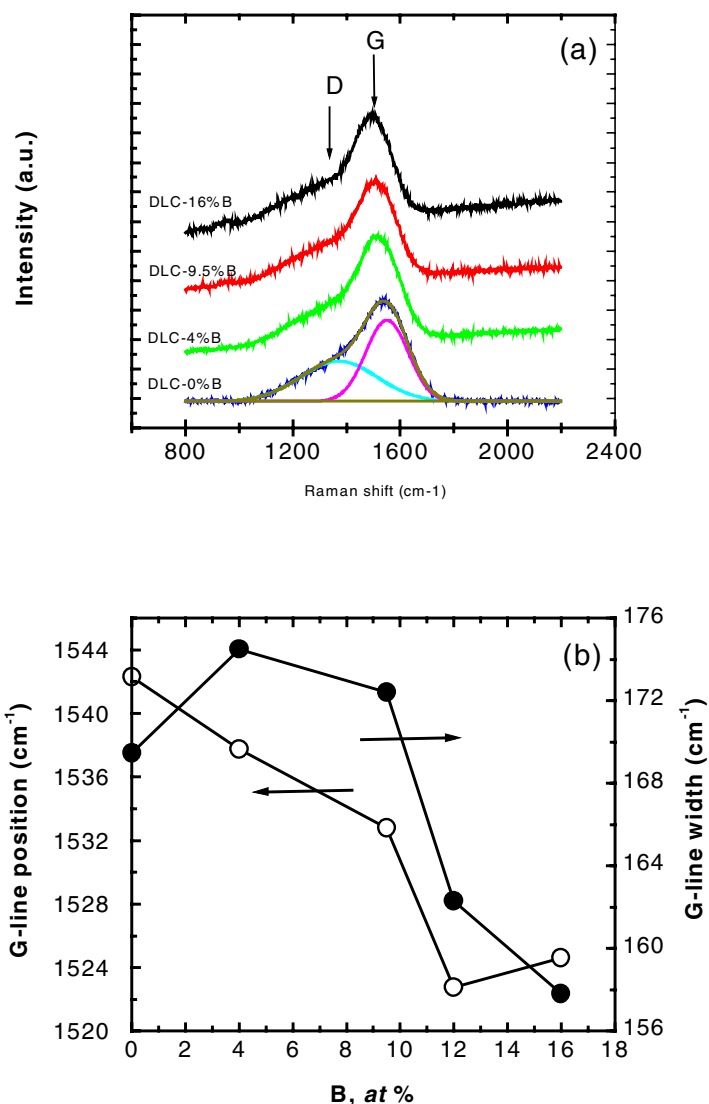 (a)
G
D
Intensity (a.u.)
DLC-16%B
DLC-9.5%B
DLC-4%B
DLC-0%B
800 1200 1600 2000 2400
Raman shift (cm-1)
(b)
G-line position (cm⁻¹)
1544
1540
1536
1532
1528
1524
1520
176
172
168
164
160
156
G-line width (cm⁻¹)
0 2 4 6 8 10 12 14 16 18
B, at %